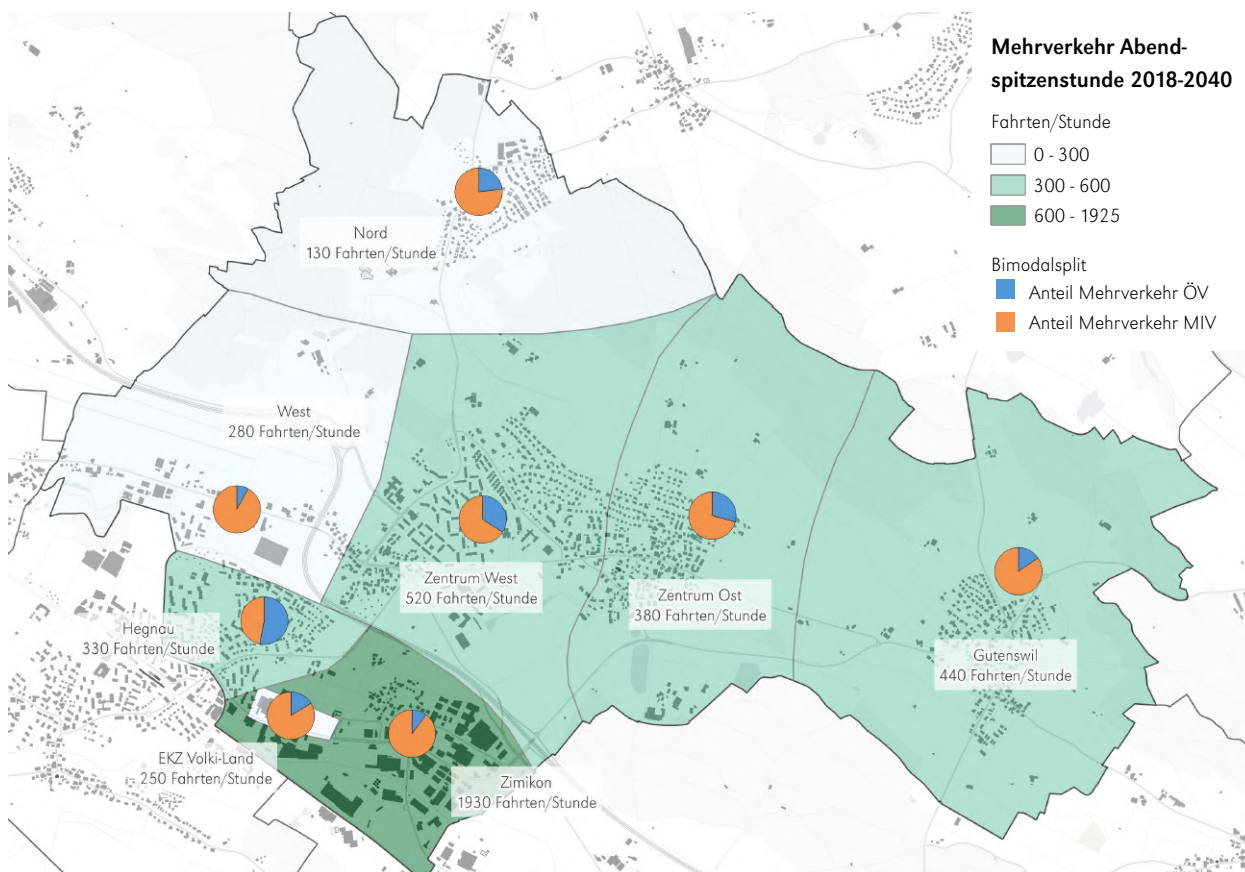 Mehrverkehr Abend-
spitzenstunde 2018-2040
Fahrten/Stunde
0 - 300
300 - 600
600 - 1925
Bimodalsplit
Anteil Mehrverkehr ÖV
Anteil Mehrverkehr MIV
Nord
130 Fahrten/Stunde
West
280 Fahrten/Stunde
Zentrum West
520 Fahrten/Stunde
Zentrum Ost
380 Fahrten/Stunde
Hegnau
330 Fahrten/Stunde
Gutenswil
440 Fahrten/Stunde
EKZ Volki-Land
250 Fahrten/Stunde
Zimikon
1930 Fahrten/Stunde